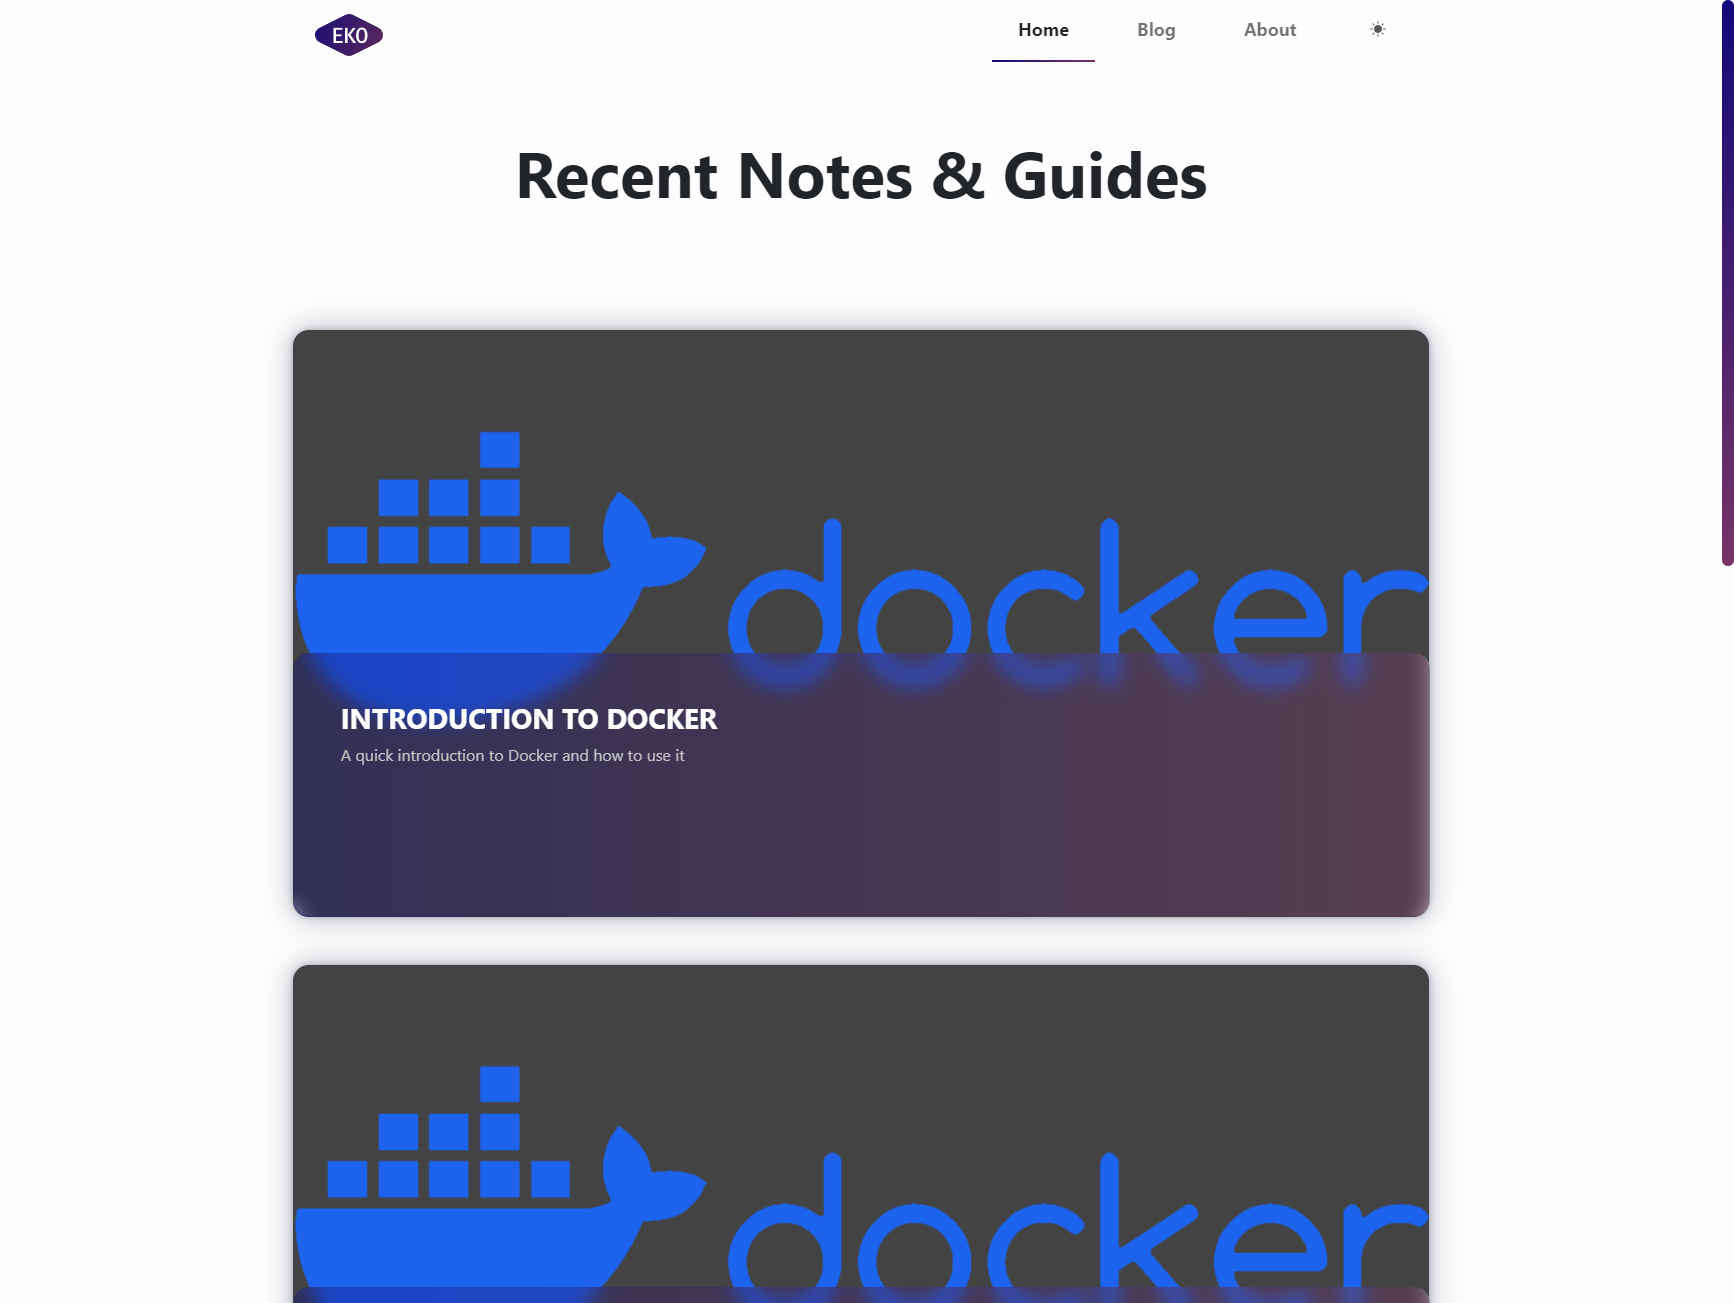 EKO
Home Blog About
Recent Notes & Guides
docker
INTRODUCTION TO DOCKER
A quick introduction to Docker and how to use it
docker